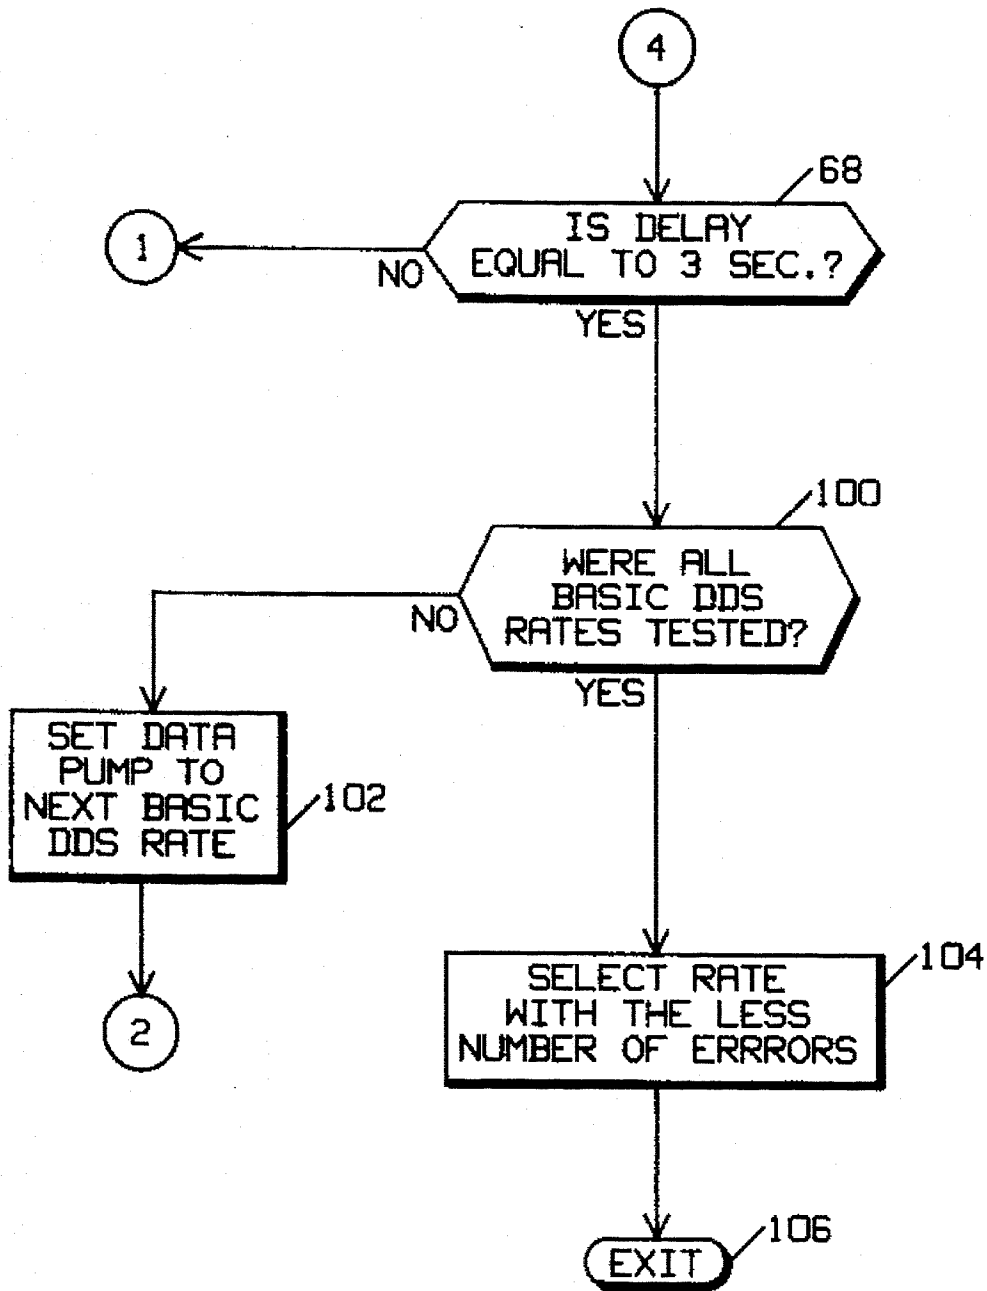 4
68
IS DELAY
EQUAL TO 3 SEC.?
1
NO
YES
100
WERE ALL
BASIC DDS
RATES TESTED?
NO
YES
SET DATA
PUMP TO
NEXT BASIC
DDS RATE
102
2
104
SELECT RATE
WITH THE LESS
NUMBER OF ERRRORS
106
EXIT